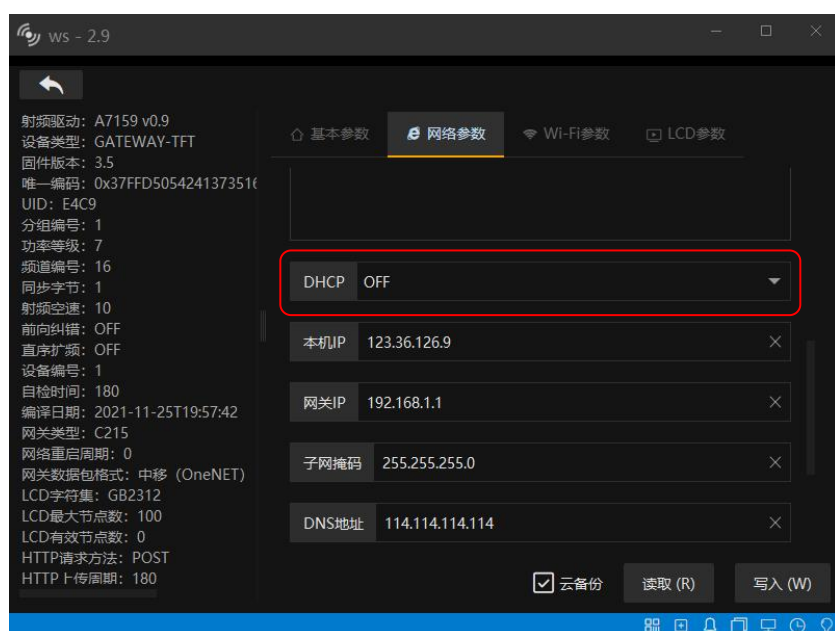 ws - 2.9
射频驱动：A7159 v0.9
设备类型：GATEWAY-TFT
固件版本：3.5
唯一编码：0x37FFD5054241373516
UID：E4C9
分组编号：1
功率等级：7
频道编号：16
同步字节：1
射频空速：10
前向纠错：OFF
直序扩频：OFF
设备编号：1
自检时间：180
编译日期：2021-11-25T19:57:42
网关类型：C215
网络重启周期：0
网关数据包格式：中移（OneNET）
LCD字符集：GB2312
LCD最大节点数：100
LCD有效节点数：0
HTTP请求方法：POST
HTTP上传周期：180
基本参数 网络参数 Wi-Fi参数 LCD参数
DHCP OFF
本机IP 123.36.126.9
网关IP 192.168.1.1
子网掩码 255.255.255.0
DNS地址 114.114.114.114
云备份 读取 (R) 写入 (W)